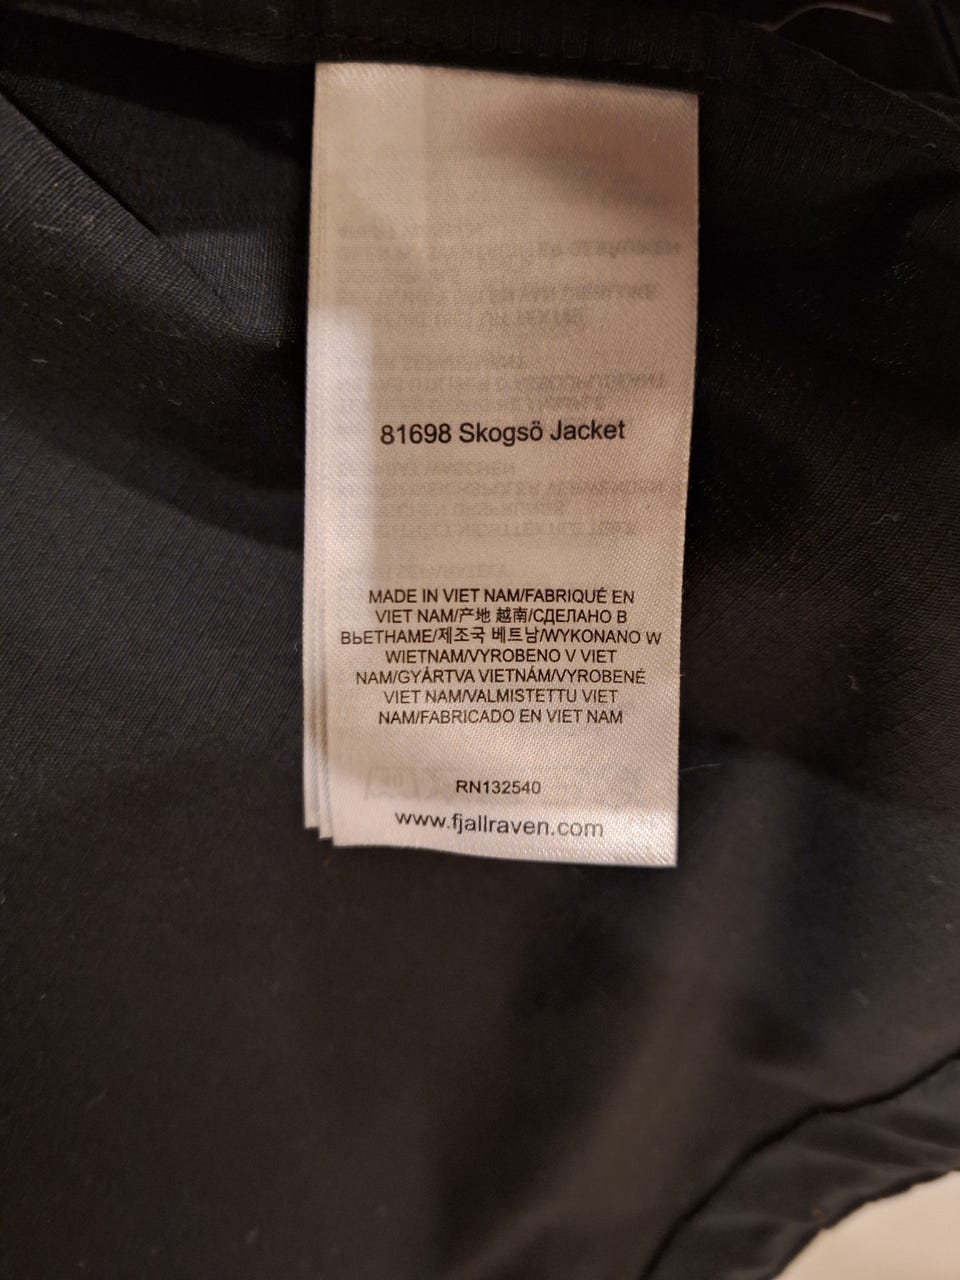 81698 Skogsö Jacket
MADE IN VIET NAM/FABRIQUÉ EN
VIET NAM/产地 越南/СДЕЛАНО В
ВЬЕТНАМЕ/제조국 베트남/WYKONANO W
WIETNAM/VYROBENO V VIET
NAM/GYÁRTVA VIETNÁM/VYROBENÉ
VIET NAM/VALMISTETTU VIET
NAM/FABRICADO EN VIET NAM
RN132540
www.fjallraven.com